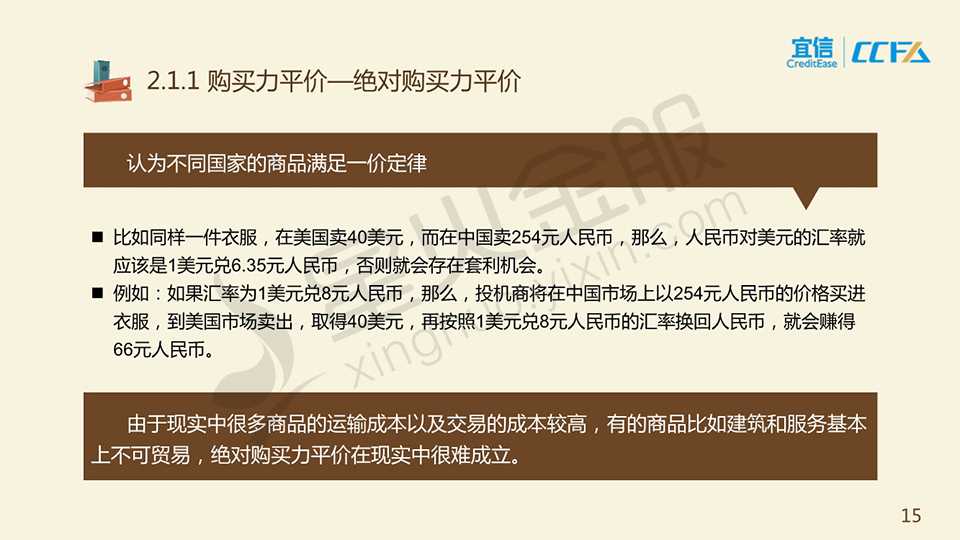 宜信
CreditEase
CCFA
2.1.1 购买力平价—绝对购买力平价
认为不同国家的商品满足一价定律
比如同样一件衣服，在美国卖40美元，而在中国卖254元人民币，那么，人民币对美元的汇率就
应该是1美元兑6.35元人民币，否则就会存在套利机会。
例如：如果汇率为1美元兑8元人民币，那么，投机商将在中国市场上以254元人民币的价格买进
衣服，到美国市场卖出，取得40美元，再按照1美元兑8元人民币的汇率换回人民币，就会赚得
66元人民币。
由于现实中很多商品的运输成本以及交易的成本较高，有的商品比如建筑和服务基本
上不可贸易，绝对购买力平价在现实中很难成立。
星火金服
xinghuo.yixin.com
15